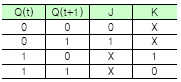 Q(t) Q(t+1) J K
0 0 0 X
0 1 1 X
1 0 X 1
1 1 X 0